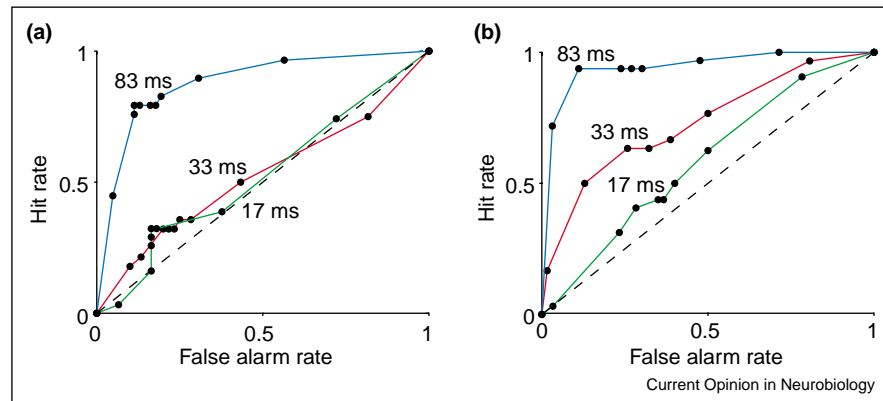 (a)
1
83 ms
Hit rate
0.5
33 ms
17 ms
0
0
0.5
1
False alarm rate
(b)
1
83 ms
Hit rate
0.5
33 ms
17 ms
0
0
0.5
1
False alarm rate
Current Opinion in Neurobiology